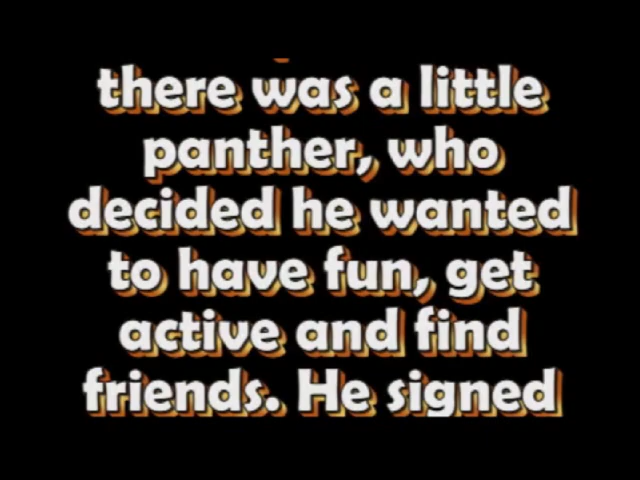 there was a little
panther, who
decided he wanted
to have fun, get
active and find
friends. He signed